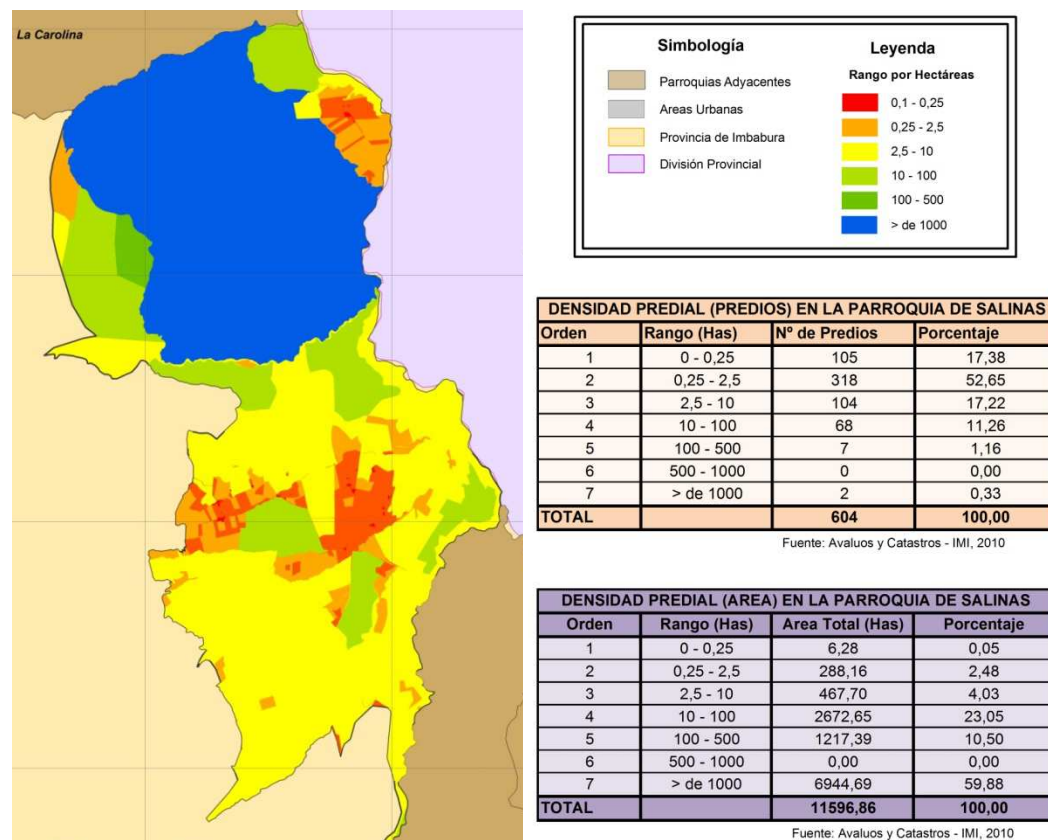 La Carolina
Simbología
Parroquias Adyacentes
Areas Urbanas
Provincia de Imbabura
División Provincial
Leyenda
Rango por Hectáreas
0,1 - 0,25
0,25 - 2,5
2,5 - 10
10 - 100
100 - 500
> de 1000
DENSIDAD PREDIAL (PREDIOS) EN LA PARROQUIA DE SALINAS
Orden Rango (Has) Nº de Predios Porcentaje
1 0 - 0,25 105 17,38
2 0,25 - 2,5 318 52,65
3 2,5 - 10 104 17,22
4 10 - 100 68 11,26
5 100 - 500 7 1,16
6 500 - 1000 0 0,00
7 > de 1000 2 0,33
TOTAL 604 100,00
Fuente: Avaluos y Catastros - IMI, 2010
DENSIDAD PREDIAL (AREA) EN LA PARROQUIA DE SALINAS
Orden Rango (Has) Area Total (Has) Porcentaje
1 0 - 0,25 6,28 0,05
2 0,25 - 2,5 288,16 2,48
3 2,5 - 10 467,70 4,03
4 10 - 100 2672,65 23,05
5 100 - 500 1217,39 10,50
6 500 - 1000 0,00 0,00
7 > de 1000 6944,69 59,88
TOTAL 11596,86 100,00
Fuente: Avaluos y Catastros - IMI, 2010